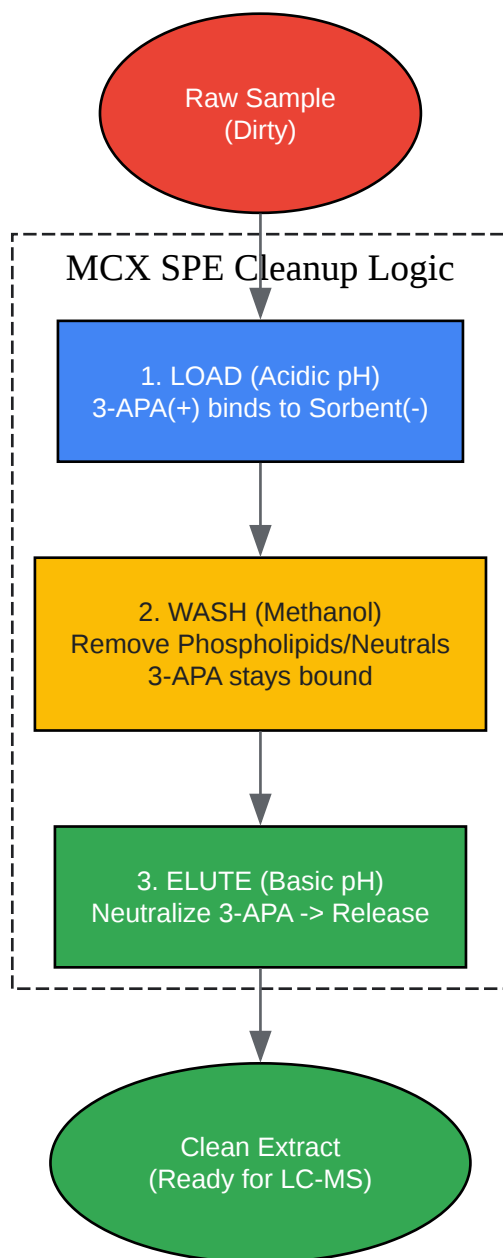 Raw Sample
(Dirty)
MCX SPE Cleanup Logic
1. LOAD (Acidic pH)
3-APA(+) binds to Sorbent(-)
2. WASH (Methanol)
Remove Phospholipids/Neutrals
3-APA stays bound
3. ELUTE (Basic pH)
Neutralize 3-APA -> Release
Clean Extract
(Ready for LC-MS)